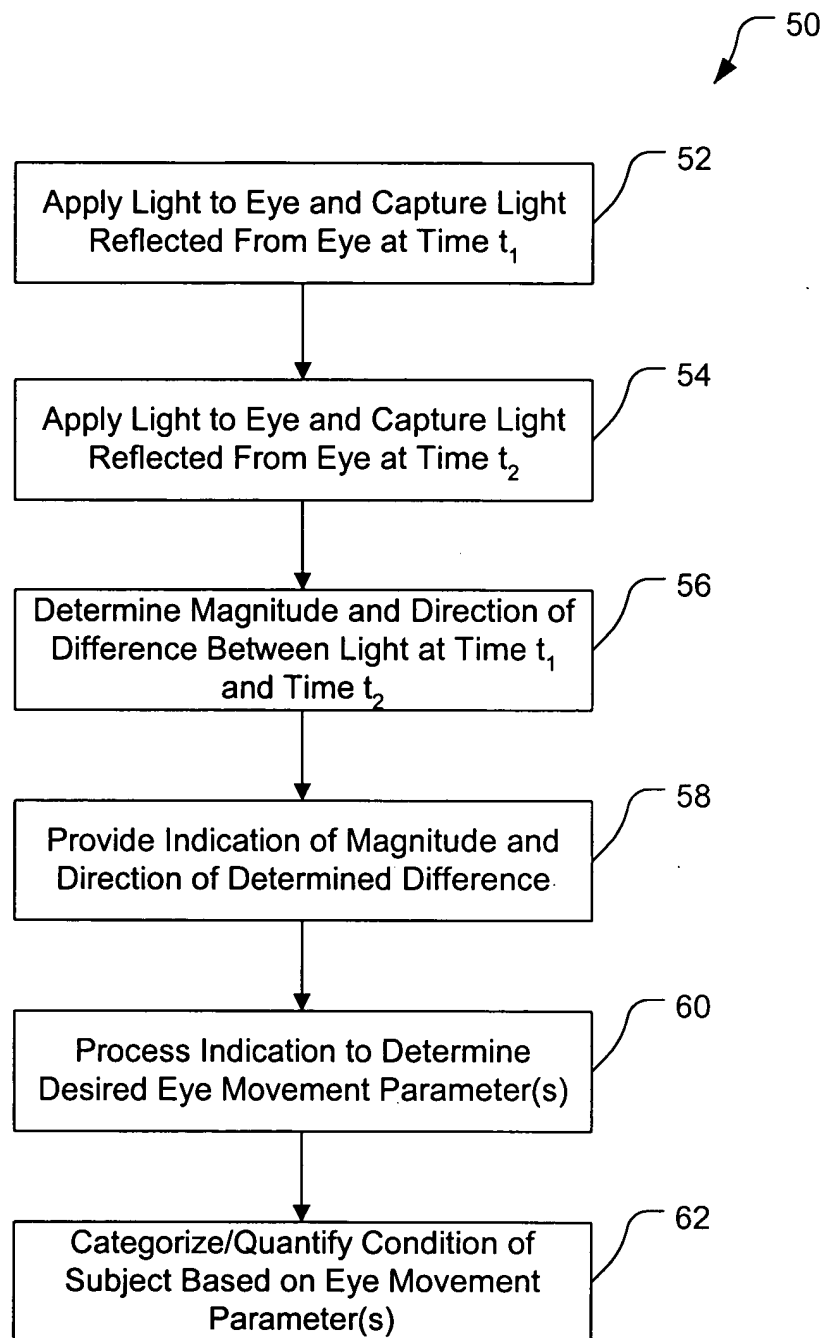 50
52
Apply Light to Eye and Capture Light
Reflected From Eye at Time t₁
54
Apply Light to Eye and Capture Light
Reflected From Eye at Time t₂
56
Determine Magnitude and Direction of
Difference Between Light at Time t₁
and Time t₂
58
Provide Indication of Magnitude and
Direction of Determined Difference
60
Process Indication to Determine
Desired Eye Movement Parameter(s)
62
Categorize/Quantify Condition of
Subject Based on Eye Movement
Parameter(s)